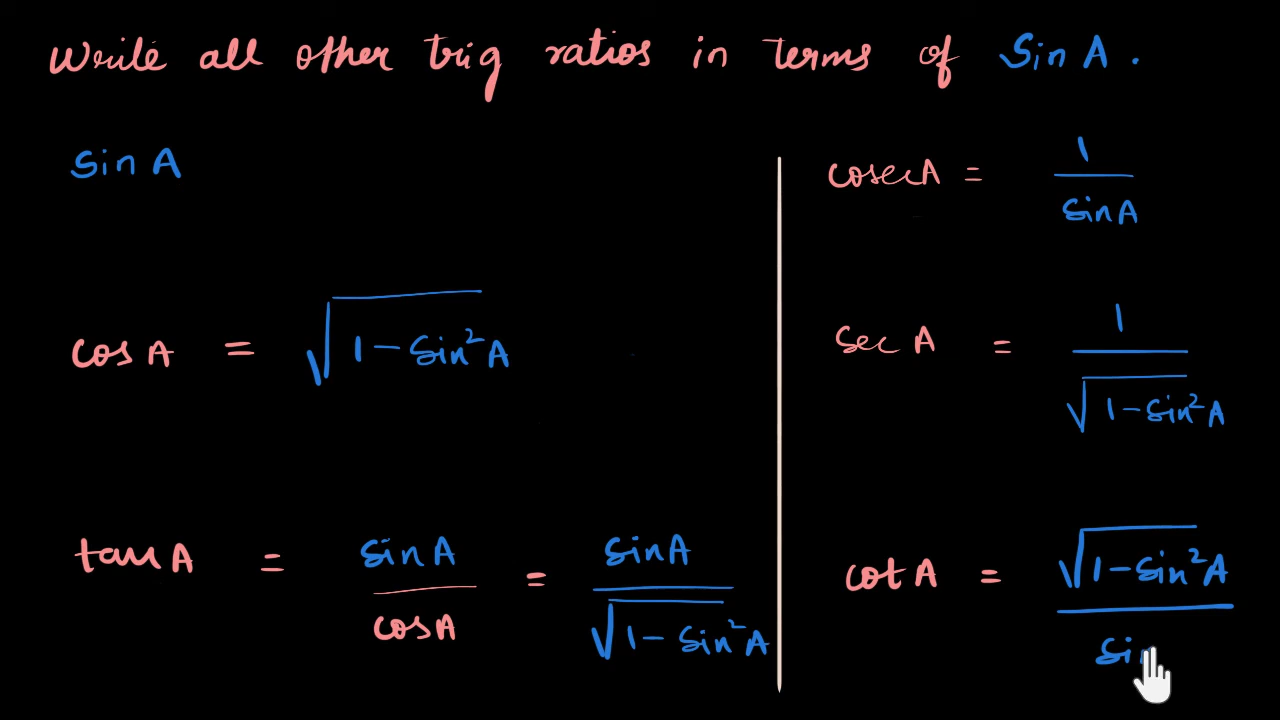 Write all other trig ratios in terms of Sin A.
Sin A
cos A = √1 − Sin²A
tan A = sin A / cos A = sin A / √1 − Sin²A
cosec A = 1 / sin A
Sec A = 1 / √1 − Sin²A
cot A = √1 − Sin²A / Sin